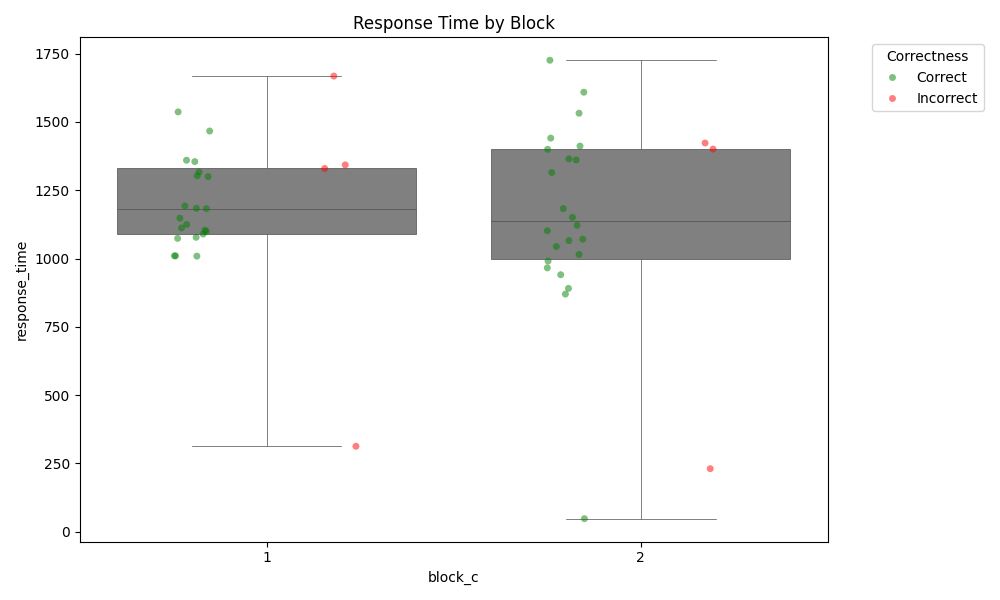 Response Time by Block
Correctness
Correct
Incorrect
1750
1500
1250
1000
750
500
250
0
response_time
1
2
block_c